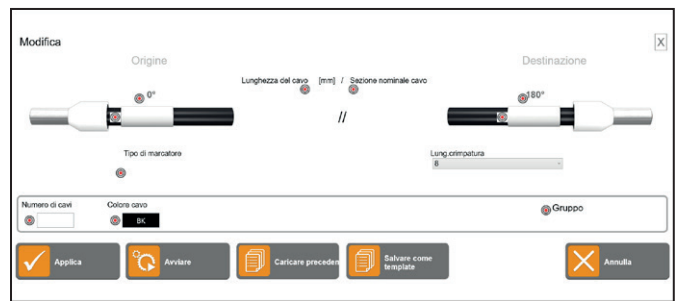 Modifica
X
Origine
Destinazione
Lunghezza del cavo [mm] / Sezione nominale cavo
0°
180°
//
Tipo di marcatore
Lung.crimpatura
8
Numero di cavi
Colore cavo
BK
Gruppo
Applica
Avviare
Caricare preceden
Salvare come
template
Annulla